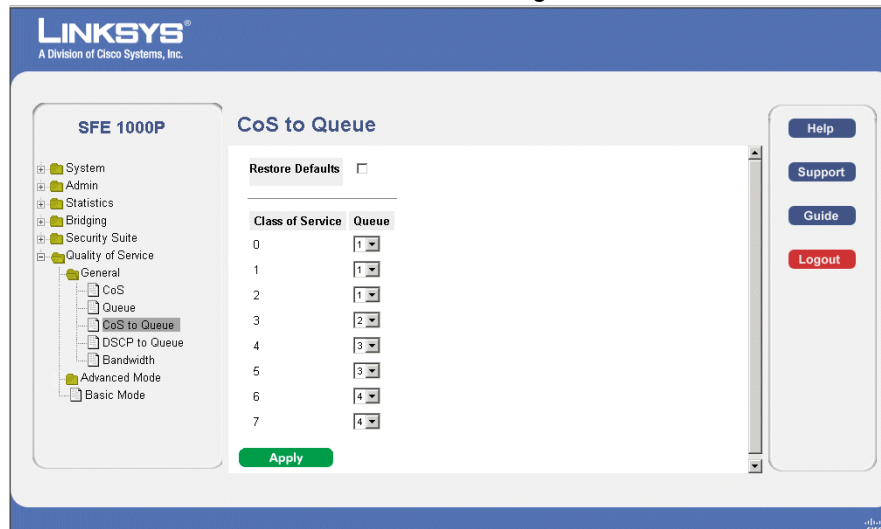 LINKSYS®
A Division of Cisco Systems, Inc.
SFE 1000P
System
Admin
Statistics
Bridging
Security Suite
Quality of Service
General
CoS
Queue
CoS to Queue
DSCP to Queue
Bandwidth
Advanced Mode
Basic Mode
CoS to Queue
Restore Defaults
Class of Service Queue
0 1
1 1
2 1
3 2
4 3
5 3
6 4
7 4
Apply
Help
Support
Guide
Logout